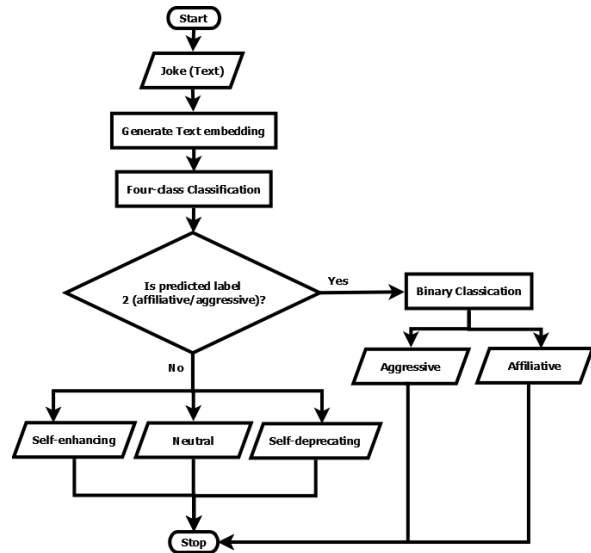 Start
Joke (Text)
Generate Text embedding
Four-class Classification
Is predicted label
2 (affiliative/aggressive)?
Yes
Binary Classication
No
Aggressive
Affiliative
Self-enhancing
Neutral
Self-deprecating
Stop